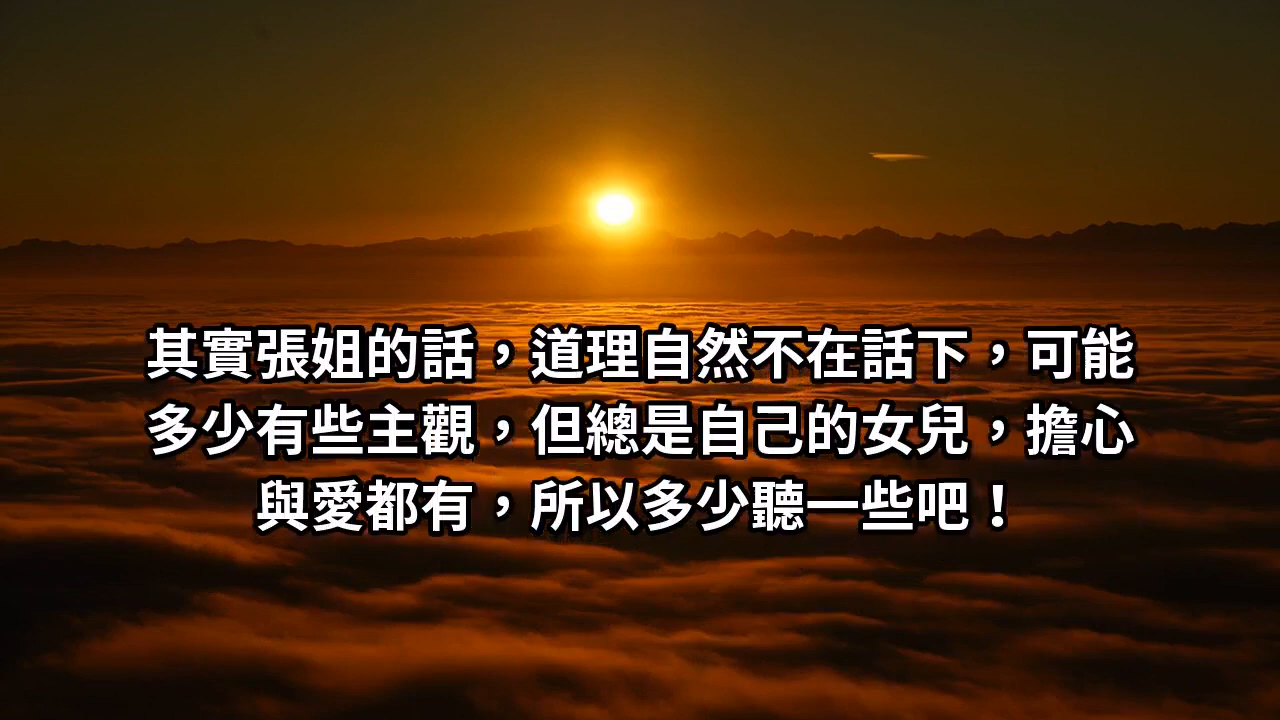 其實張姐的話，道理自然不在話下，可能
多少有些主觀，但總是自己的女兒，擔心
與愛都有，所以多少聽一些吧！